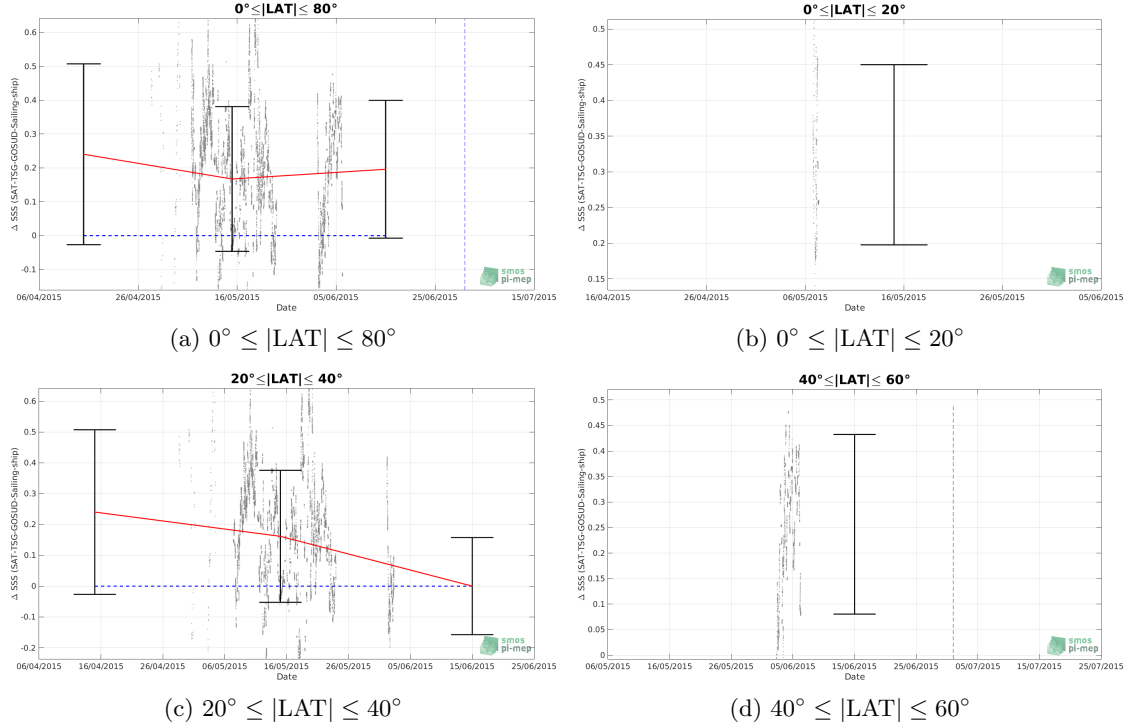 0°≤|LAT|≤ 80°
Δ SSS (SAT-TSG-GOSUD-Sailing-ship)
0.6
0.5
0.4
0.3
0.2
0.1
0
-0.1
06/04/2015 26/04/2015 16/05/2015 05/06/2015 25/06/2015 15/07/2015
Date
smos
pi-mep
(a) 0° ≤ |LAT| ≤ 80°
0°≤|LAT|≤ 20°
Δ SSS (SAT-TSG-GOSUD-Sailing-ship)
0.5
0.45
0.4
0.35
0.3
0.25
0.2
0.15
16/04/2015 26/04/2015 06/05/2015 16/05/2015 26/05/2015 05/06/2015
Date
smos
pi-mep
(b) 0° ≤ |LAT| ≤ 20°
20°≤|LAT|≤ 40°
Δ SSS (SAT-TSG-GOSUD-Sailing-ship)
0.6
0.5
0.4
0.3
0.2
0.1
0
-0.1
-0.2
06/04/2015 16/04/2015 26/04/2015 06/05/2015 16/05/2015 26/05/2015 05/06/2015 15/06/2015 25/06/2015
Date
smos
pi-mep
(c) 20° ≤ |LAT| ≤ 40°
40°≤|LAT|≤ 60°
Δ SSS (SAT-TSG-GOSUD-Sailing-ship)
0.5
0.45
0.4
0.35
0.3
0.25
0.2
0.15
0.1
0.05
0
06/05/2015 16/05/2015 26/05/2015 05/06/2015 15/06/2015 25/06/2015 05/07/2015 15/07/2015 25/07/2015
Date
smos
pi-mep
(d) 40° ≤ |LAT| ≤ 60°